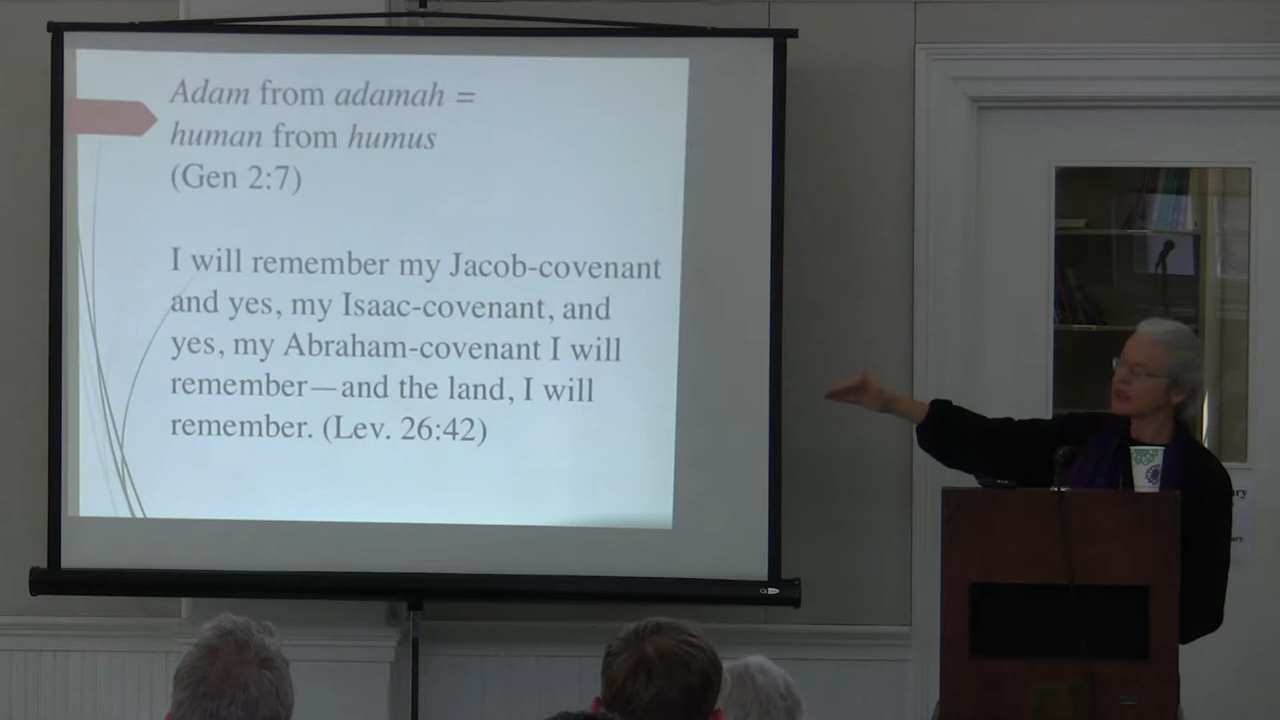 Adam from adamah =
human from humus
(Gen 2:7)
I will remember my Jacob-covenant
and yes, my Isaac-covenant, and
yes, my Abraham-covenant I will
remember—and the land, I will
remember. (Lev. 26:42)